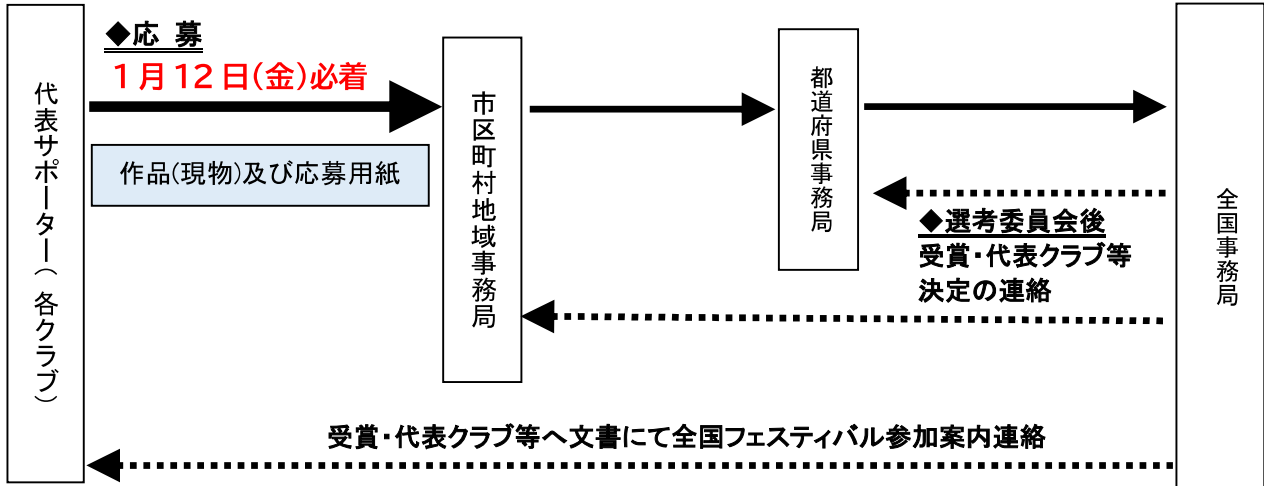 代表サポーター（各クラブ）
◆応 募
1月12日(金)必着
作品(現物)及び応募用紙
市区町村地域事務局
都道府県事務局
◆選考委員会後
受賞・代表クラブ等
決定の連絡
全国事務局
受賞・代表クラブ等へ文書にて全国フェスティバル参加案内連絡